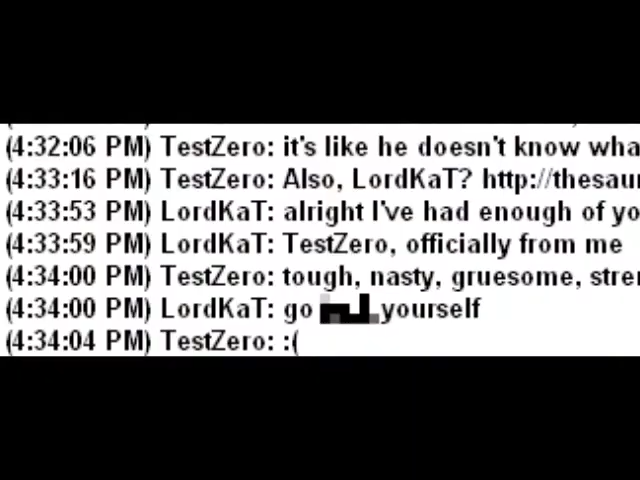 (4:32:06 PM) TestZero: it's like he doesn't know wha
(4:33:16 PM) TestZero: Also, LordKaT? http://thesaur
(4:33:53 PM) LordKaT: alright I've had enough of yo
(4:33:59 PM) LordKaT: TestZero, officially from me
(4:34:00 PM) TestZero: tough, nasty, gruesome, stre
(4:34:00 PM) LordKaT: go yourself
(4:34:04 PM) TestZero: :(